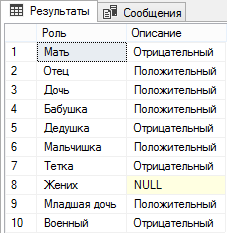 Результаты Сообщения
Роль Описание
1 Мать Отрицательный
2 Отец Положительный
3 Дочь Положительный
4 Бабушка Положительный
5 Дедушка Отрицательный
6 Мальчишка Положительный
7 Тетка Отрицательный
8 Жених NULL
9 Младшая дочь Положительный
10 Военный Отрицательный